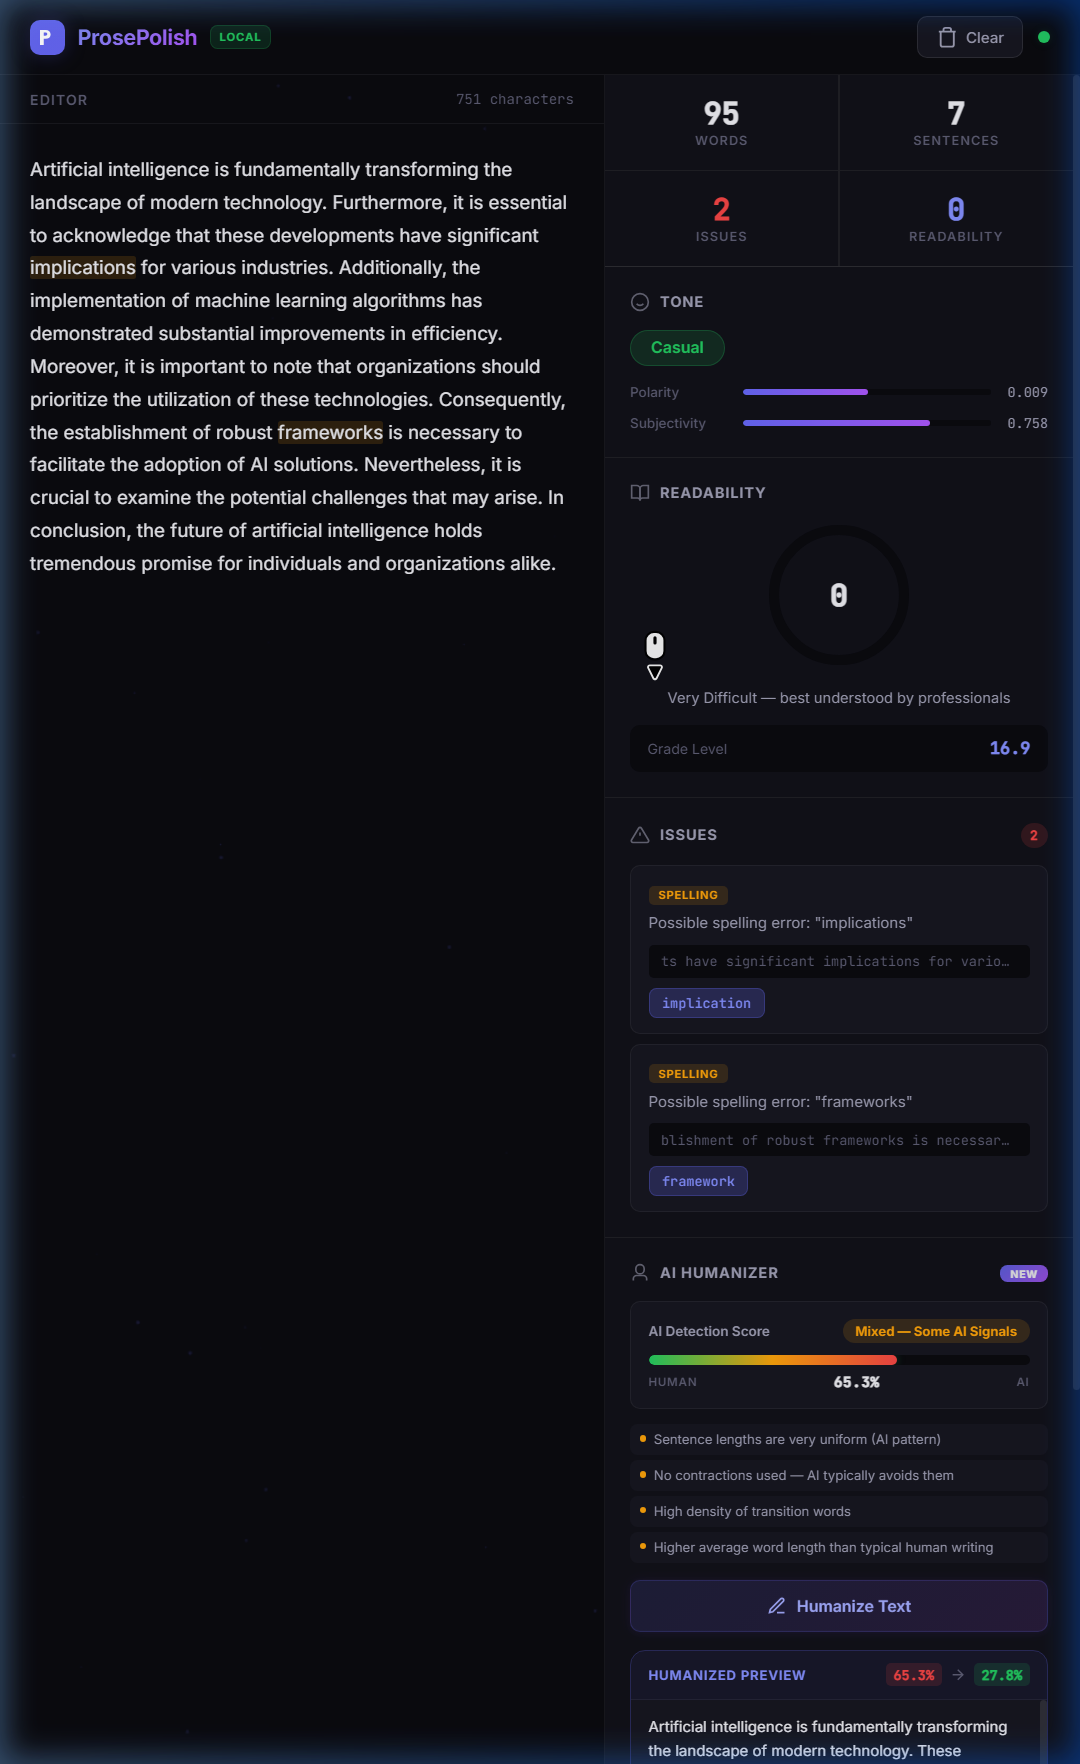 P ProsePolish LOCAL
Clear
EDITOR 751 characters
Artificial intelligence is fundamentally transforming the
landscape of modern technology. Furthermore, it is essential
to acknowledge that these developments have significant
implications for various industries. Additionally, the
implementation of machine learning algorithms has
demonstrated substantial improvements in efficiency.
Moreover, it is important to note that organizations should
prioritize the utilization of these technologies. Consequently,
the establishment of robust frameworks is necessary to
facilitate the adoption of AI solutions. Nevertheless, it is
crucial to examine the potential challenges that may arise. In
conclusion, the future of artificial intelligence holds
tremendous promise for individuals and organizations alike.
95
WORDS
7
SENTENCES
2
ISSUES
0
READABILITY
TONE
Casual
Polarity 0.009
Subjectivity 0.758
READABILITY
0
Very Difficult — best understood by professionals
Grade Level 16.9
ISSUES 2
SPELLING
Possible spelling error: "implications"
ts have significant implications for vario…
implication
SPELLING
Possible spelling error: "frameworks"
blishment of robust frameworks is necessar…
framework
AI HUMANIZER NEW
AI Detection Score Mixed — Some AI Signals
HUMAN 65.3% AI
Sentence lengths are very uniform (AI pattern)
No contractions used — AI typically avoids them
High density of transition words
Higher average word length than typical human writing
Humanize Text
HUMANIZED PREVIEW 65.3% → 27.8%
Artificial intelligence is fundamentally transforming
the landscape of modern technology. These